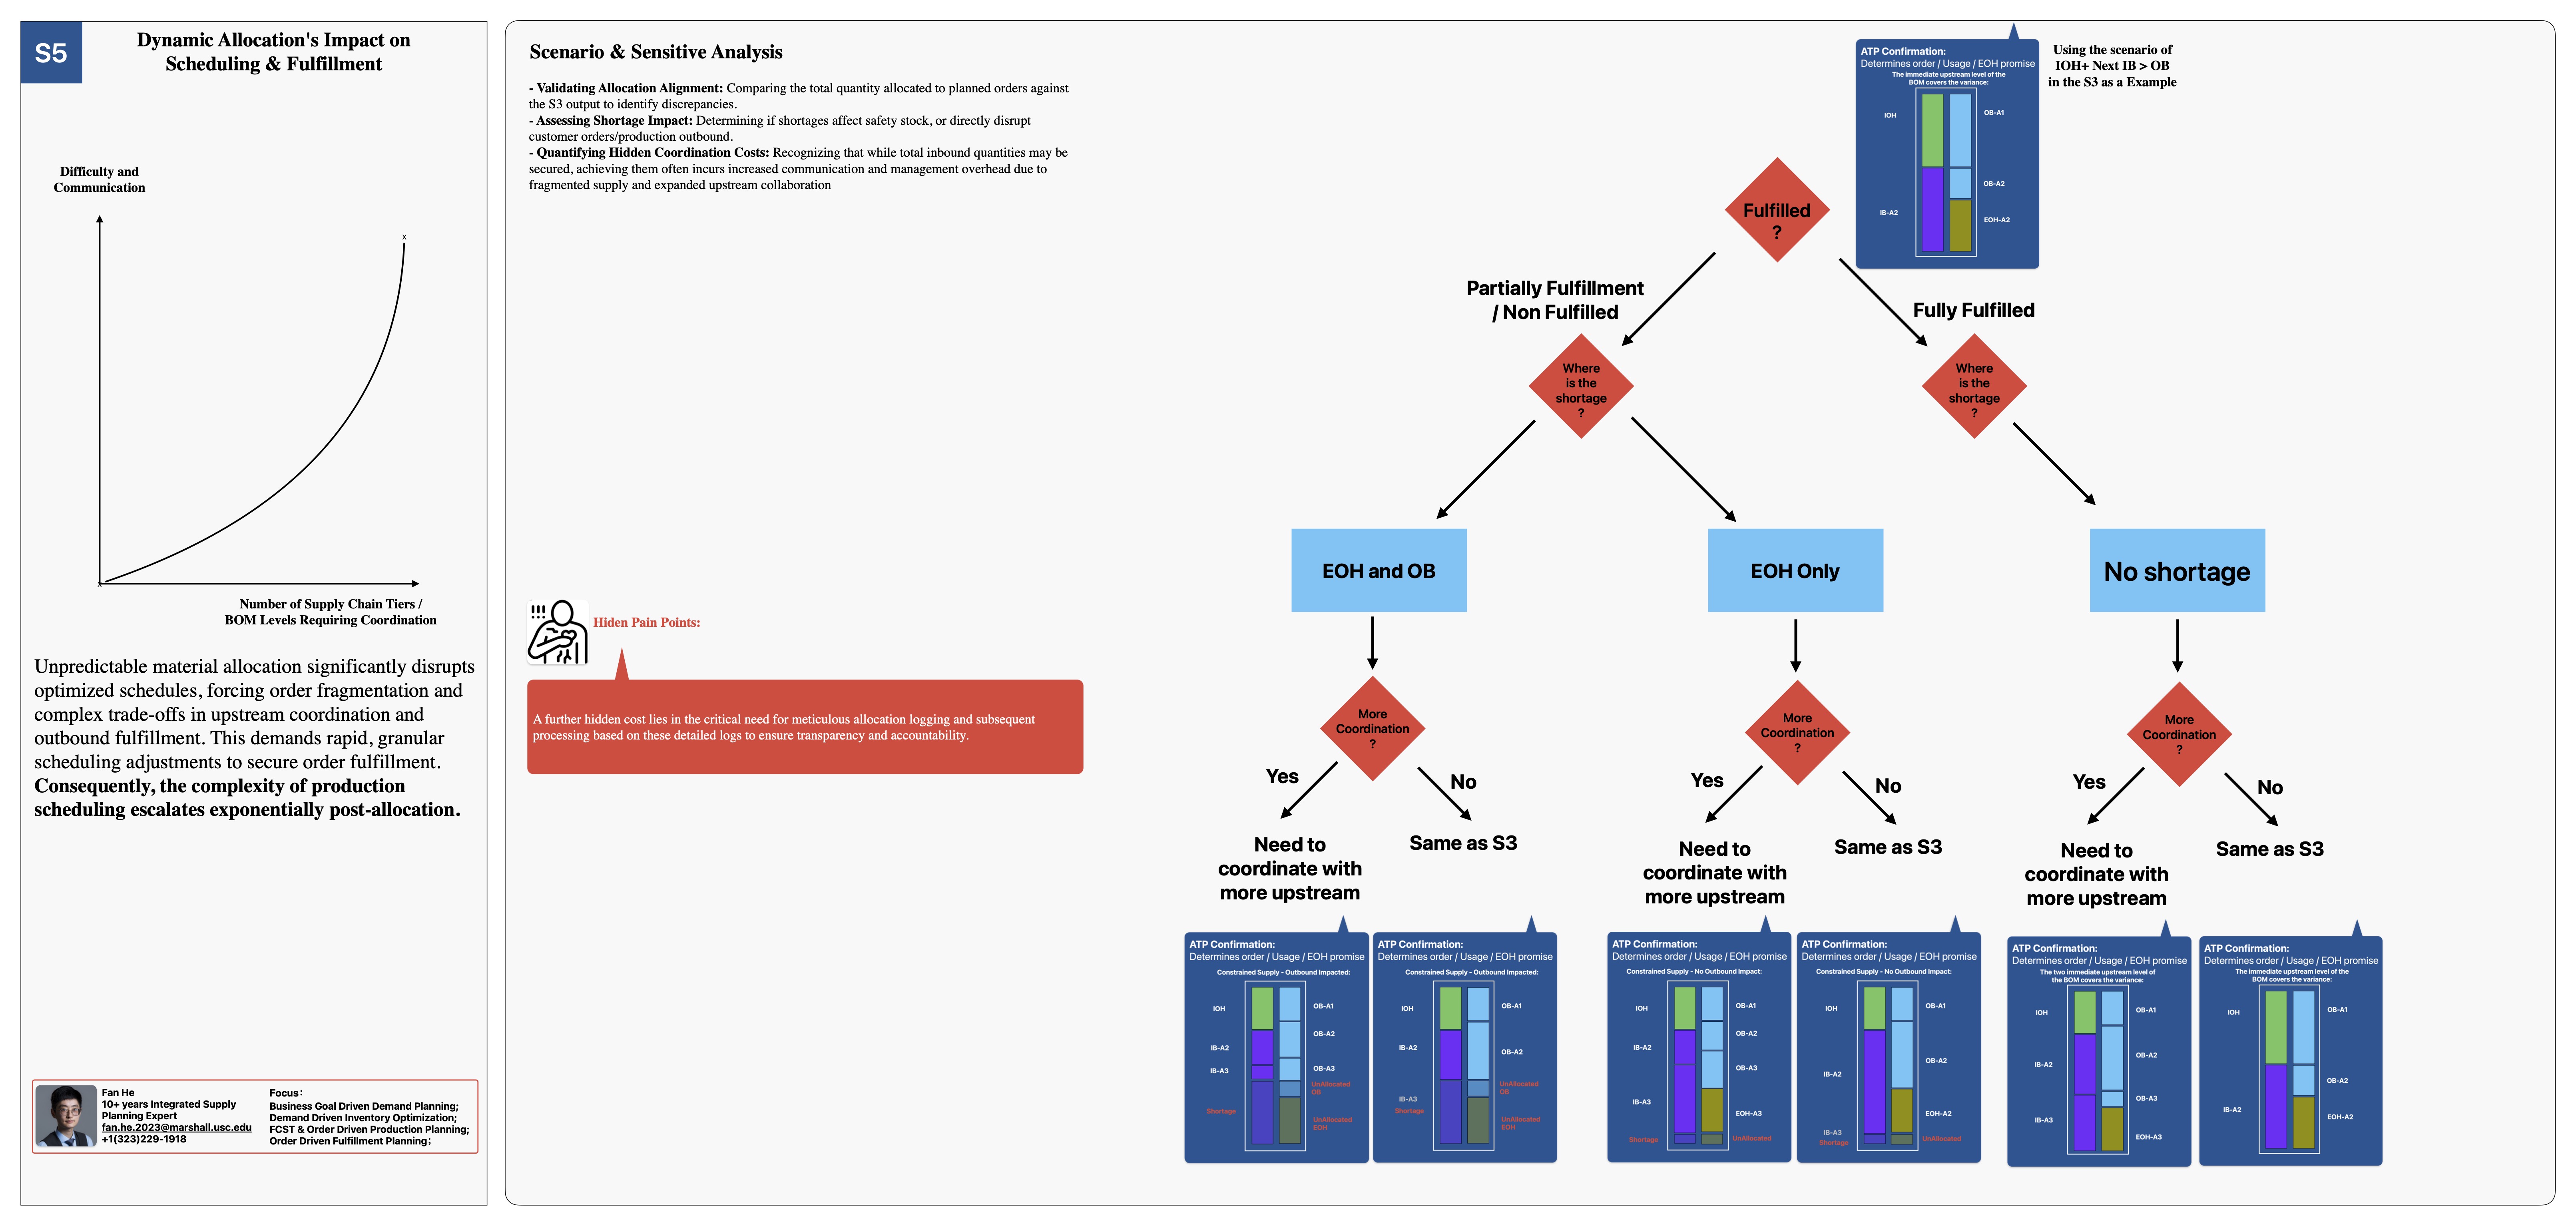 S5
Dynamic Allocation's Impact on
Scheduling & Fulfillment
Difficulty and
Communication
x
x
Number of Supply Chain Tiers /
BOM Levels Requiring Coordination
Unpredictable material allocation significantly disrupts
optimized schedules, forcing order fragmentation and
complex trade-offs in upstream coordination and
outbound fulfillment. This demands rapid, granular
scheduling adjustments to secure order fulfillment.
Consequently, the complexity of production
scheduling escalates exponentially post-allocation.
Fan He
10+ years Integrated Supply
Planning Expert
fan.he.2023@marshall.usc.edu
+1(323)229-1918
Focus:
Business Goal Driven Demand Planning;
Demand Driven Inventory Optimization;
FCST & Order Driven Production Planning;
Order Driven Fulfillment Planning;
Scenario & Sensitive Analysis
- Validating Allocation Alignment: Comparing the total quantity allocated to planned orders against
the S3 output to identify discrepancies.
- Assessing Shortage Impact: Determining if shortages affect safety stock, or directly disrupt
customer orders/production outbound.
- Quantifying Hidden Coordination Costs: Recognizing that while total inbound quantities may be
secured, achieving them often incurs increased communication and management overhead due to
fragmented supply and expanded upstream collaboration
Hiden Pain Points:
A further hidden cost lies in the critical need for meticulous allocation logging and subsequent
processing based on these detailed logs to ensure transparency and accountability.
ATP Confirmation:
Determines order / Usage / EOH promise
The immediate upstream level of the
BOM covers the variance:
IOH
OB-A1
OB-A2
IB-A2
EOH-A2
Using the scenario of
IOH+ Next IB > OB
in the S3 as a Example
Fulfilled
?
Partially Fulfillment
/ Non Fulfilled
Fully Fulfilled
Where
is the
shortage
?
Where
is the
shortage
?
EOH and OB
EOH Only
No shortage
More
Coordination
?
More
Coordination
?
More
Coordination
?
Yes
No
Yes
No
Yes
No
Need to
coordinate with
more upstream
Same as S3
Need to
coordinate with
more upstream
Same as S3
Need to
coordinate with
more upstream
Same as S3
ATP Confirmation:
Determines order / Usage / EOH promise
Constrained Supply - Outbound Impacted:
IOH
OB-A1
OB-A2
IB-A2
IB-A3
OB-A3
UnAllocated
OB
Shortage
UnAllocated
EOH
ATP Confirmation:
Determines order / Usage / EOH promise
Constrained Supply - Outbound Impacted:
IOH
OB-A1
IB-A2
OB-A2
UnAllocated
OB
IB-A3
Shortage
UnAllocated
EOH
ATP Confirmation:
Determines order / Usage / EOH promise
Constrained Supply - No Outbound Impact:
IOH
OB-A1
OB-A2
IB-A2
OB-A3
IB-A3
EOH-A3
Shortage
UnAllocated
ATP Confirmation:
Determines order / Usage / EOH promise
Constrained Supply - No Outbound Impact:
IOH
OB-A1
OB-A2
IB-A2
EOH-A2
IB-A3
Shortage
UnAllocated
ATP Confirmation:
Determines order / Usage / EOH promise
The two immediate upstream level of
the BOM covers the variance:
IOH
OB-A1
OB-A2
IB-A2
OB-A3
IB-A3
EOH-A3
ATP Confirmation:
Determines order / Usage / EOH promise
The immediate upstream level of the
BOM covers the variance:
IOH
OB-A1
OB-A2
IB-A2
EOH-A2